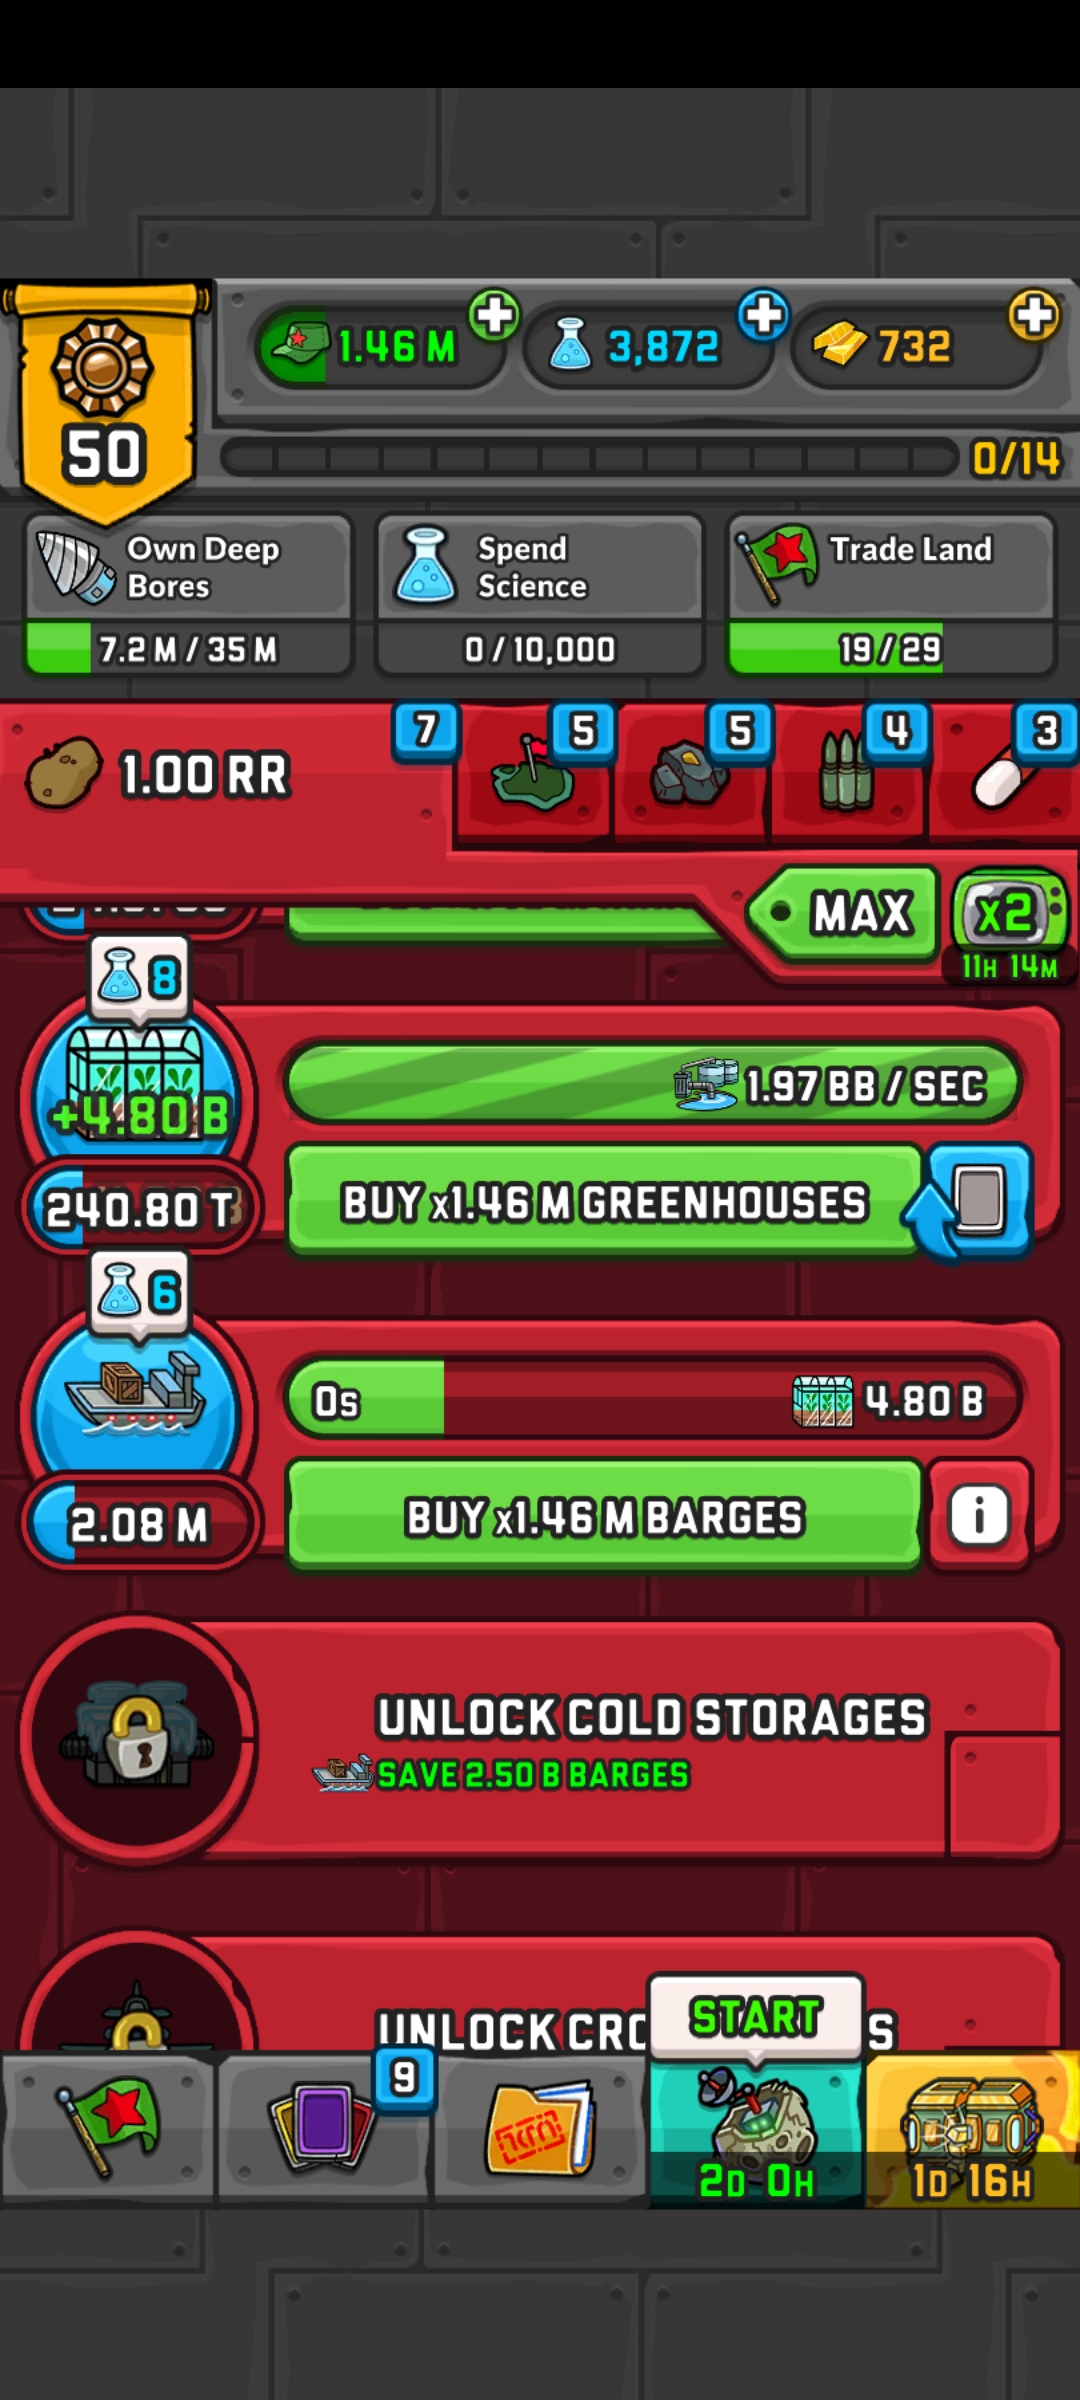 1.46 M
3,872
732
50
0/14
Own Deep
Bores
7.2 M / 35 M
Spend
Science
0 / 10,000
Trade Land
19 / 29
1.00 RR
7
5
5
4
3
MAX
x2
11H 14M
8
+4.80 B
240.80 T
1.97 BB / SEC
BUY x1.46 M GREENHOUSES
6
2.08 M
0s
4.80 B
BUY x1.46 M BARGES
i
UNLOCK COLD STORAGES
SAVE 2.50 B BARGES
UNLOCK CRO
S
START
9
2D 0H
1D 16H